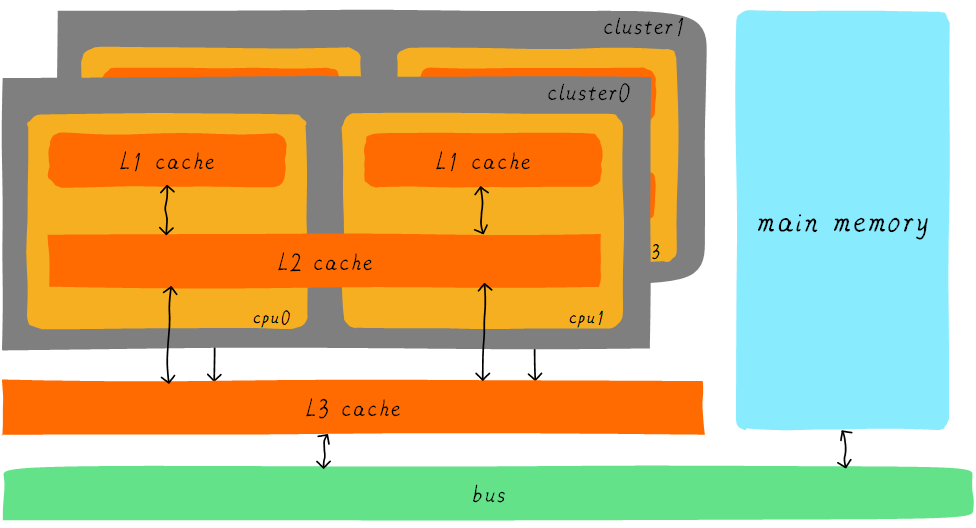 cluster1
cluster0
L1 cache
L1 cache
main memory
3
L2 cache
cpu0
cpu1
L3 cache
bus